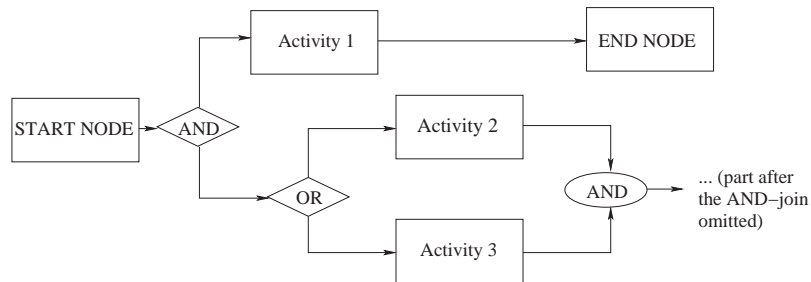 Activity 1
END NODE
START NODE
AND
Activity 2
OR
AND
... (part after
the AND−join
omitted)
Activity 3